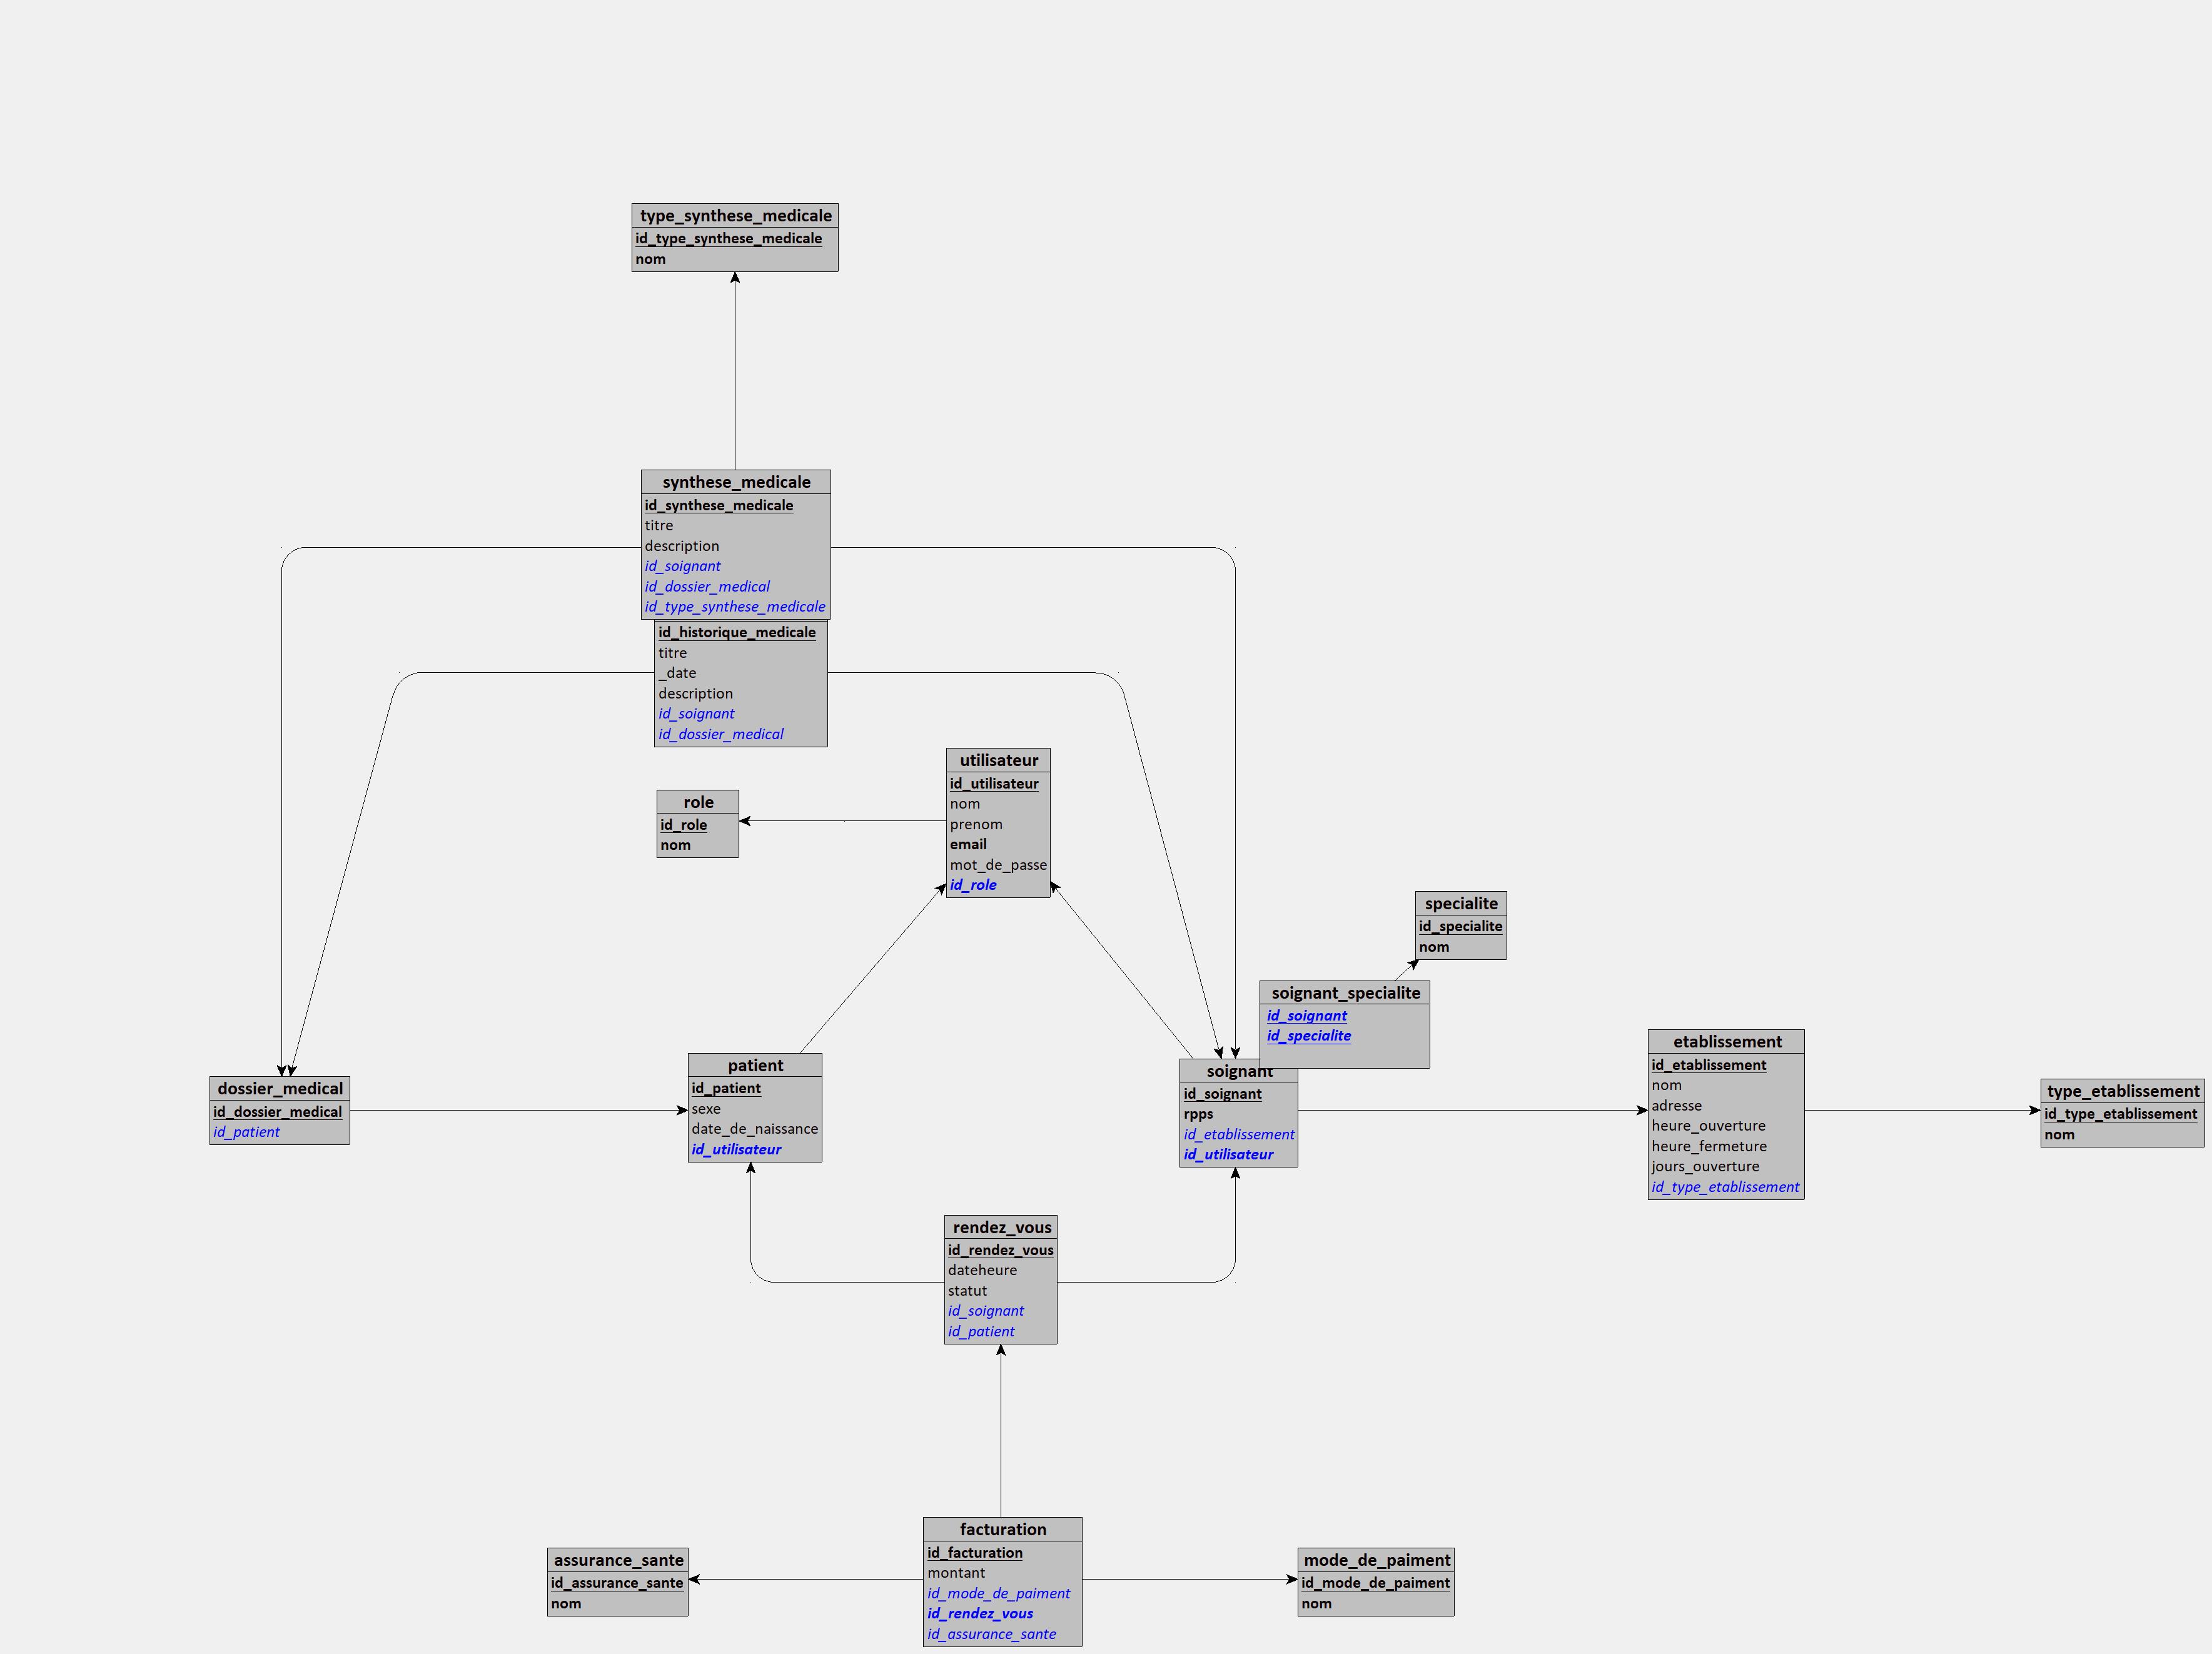 type_synthese_medicale
id_type_synthese_medicale
nom
synthese_medicale
id_synthese_medicale
titre
description
id_soignant
id_dossier_medical
id_type_synthese_medicale
id_historique_medicale
titre
_date
description
id_soignant
id_dossier_medical
utilisateur
id_utilisateur
nom
prenom
email
mot_de_passe
id_role
role
id_role
nom
specialite
id_specialite
nom
soignant_specialite
id_soignant
id_specialite
etablissement
id_etablissement
nom
adresse
heure_ouverture
heure_fermeture
jours_ouverture
id_type_etablissement
type_etablissement
id_type_etablissement
nom
dossier_medical
id_dossier_medical
id_patient
patient
id_patient
sexe
date_de_naissance
id_utilisateur
soignant
id_soignant
rpps
id_etablissement
id_utilisateur
rendez_vous
id_rendez_vous
dateheure
statut
id_soignant
id_patient
facturation
id_facturation
montant
id_mode_de_paiment
id_rendez_vous
id_assurance_sante
assurance_sante
id_assurance_sante
nom
mode_de_paiment
id_mode_de_paiment
nom